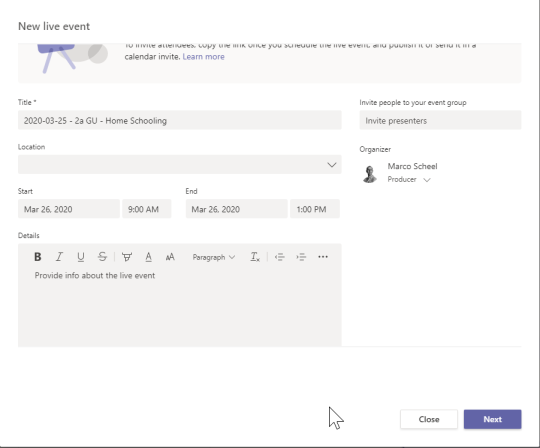 New live event
To invite attendees, copy the link once you schedule the live event, and publish it or send it in a
calendar invite. Learn more
Title *
Invite people to your event group
2020-03-25 - 2a GU - Home Schooling
Invite presenters
Location
Organizer
Marco Scheel
Producer
Start
End
Mar 26, 2020
9:00 AM
Mar 26, 2020
1:00 PM
Details
B I U S A AA Paragraph Tx
Provide info about the live event
Close
Next